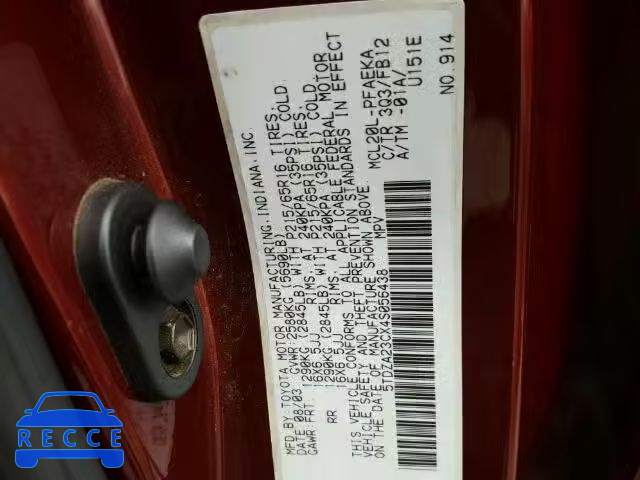 MFD.BY TOYOTA MOTOR MANUFACTURING,INDIANA,INC.
DATE 08/03 GVWR:2580KG (5690LB)
GAWR FRT. 1290KG (2845LB) WITH P215/65R16 TIRES,
16X6.5JJ RIMS, AT 240KPA (35PSI) COLD
RR 1290KG (2845LB) WITH P215/65R16 TIRES,
16X6.5JJ RIMS, AT 240KPA (35PSI) COLD
THIS VEHICLE CONFORMS TO ALL APPLICABLE FEDERAL MOTOR
VEHICLE SAFETY AND THEFT PREVENTION STANDARDS IN EFFECT
ON THE DATE OF MANUFACTURE SHOWN ABOVE
5TDZA23CX4S056438 MPV
MCL20L-PFAEKA
C/TR 3Q3/FB12
A/TM -01A/
U151E
NO.914
RECCE